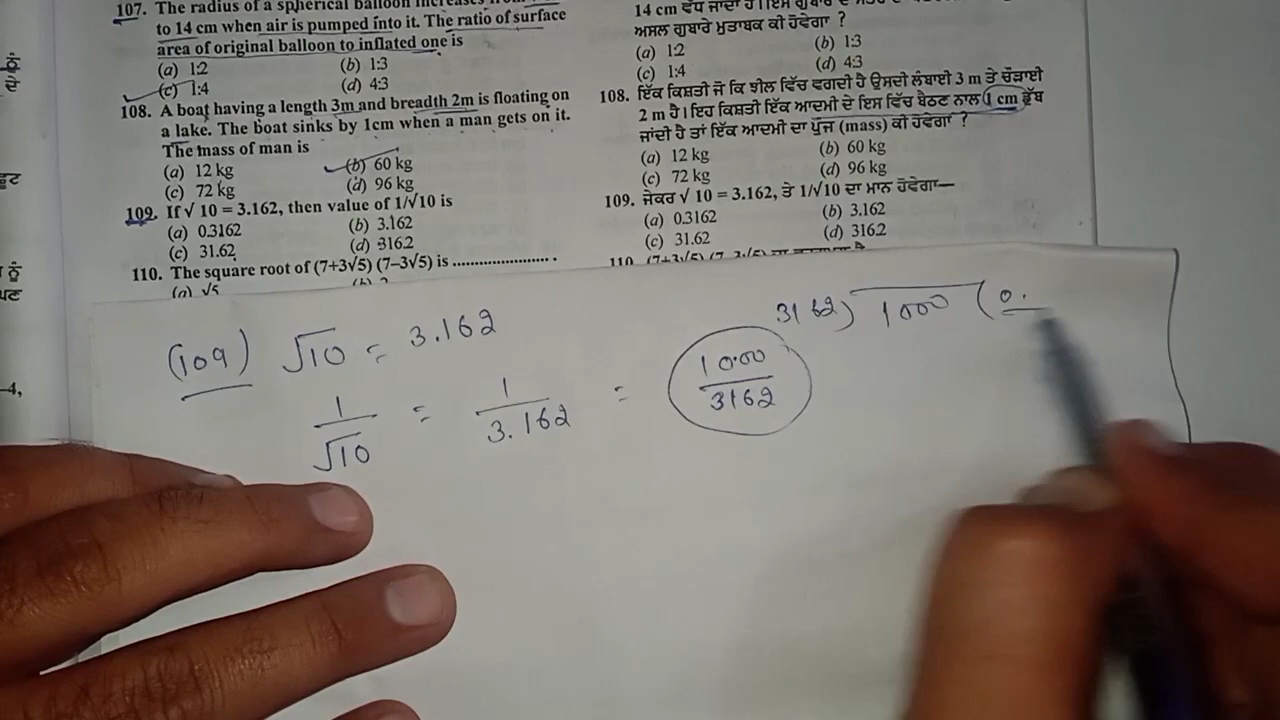 107. The radius of a spherical balloon increases
to 14 cm when air is pumped into it. The ratio of surface
area of original balloon to inflated one is
(a) 1:2 (b) 1:3
(c) 1:4 (d) 4:3
108. A boat having a length 3m and breadth 2m is floating on
a lake. The boat sinks by 1cm when a man gets on it.
The mass of man is
(a) 12 kg (b) 60 kg
(c) 72 kg (d) 96 kg
109. If √ 10 = 3.162, then value of 1/√10 is
(a) 0.3162 (b) 3.162
(c) 31.62 (d) 316.2
110. The square root of (7+3√5) (7–3√5) is ...................... .
(a) √5
ਅਸਲ ਗੁਬਾਰੇ ਮੁਤਾਬਕ ਕੀ ਹੋਵੇਗਾ ?
(a) 1:2 (b) 1:3
(c) 1:4 (d) 4:3
108. ਇੱਕ ਕਿਸ਼ਤੀ ਜੋ ਕਿ ਝੀਲ ਵਿੱਚ ਵਗਦੀ ਹੈ ਉਸਦੀ ਲੰਬਾਈ 3 m ਤੇ ਚੌੜਾਈ
2 m ਹੈ। ਇਹ ਕਿਸ਼ਤੀ ਇੱਕ ਆਦਮੀ ਦੇ ਇਸ ਵਿੱਚ ਬੈਠਣ ਨਾਲ 1 cm ਡੁੱਬ
ਜਾਂਦੀ ਹੈ ਤਾਂ ਇੱਕ ਆਦਮੀ ਦਾ ਪੁੰਜ (mass) ਕੀ ਹੋਵੇਗਾ ?
(a) 12 kg (b) 60 kg
(c) 72 kg (d) 96 kg
109. ਜੇਕਰ √ 10 = 3.162, ਤੇ 1/√10 ਦਾ ਮਾਨ ਹੋਵੇਗਾ—
(a) 0.3162 (b) 3.162
(c) 31.62 (d) 316.2
(109) √10 = 3.162
1/√10 = 1/3.162 = 1000/3162
3162) 1000 (0.